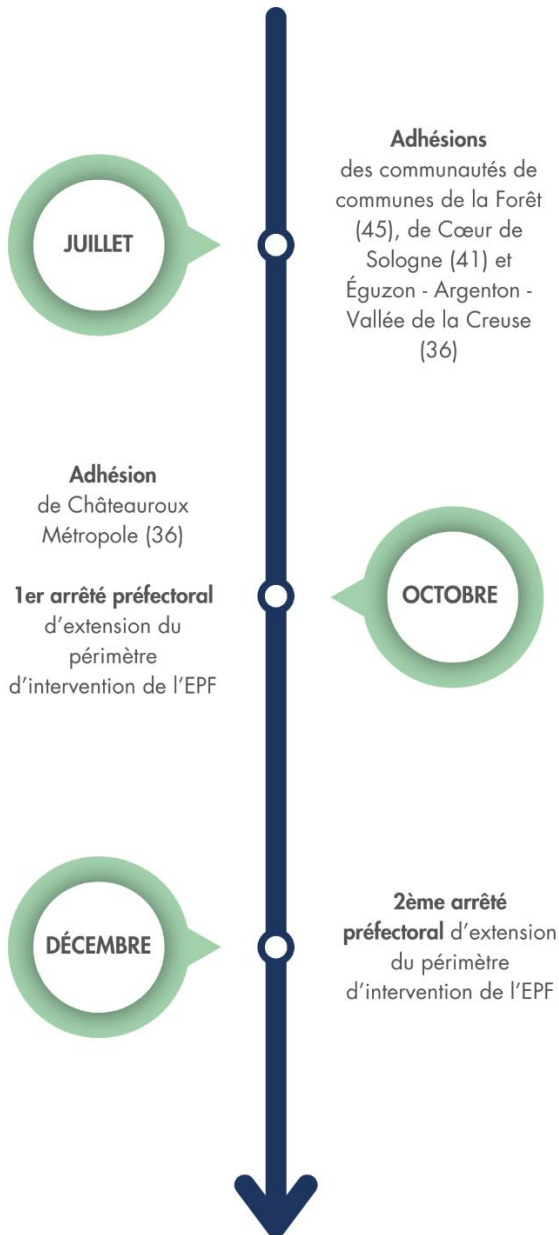 JUILLET
Adhésions
des communautés de
communes de la Forêt
(45), de Cœur de
Sologne (41) et
Éguzon - Argenton -
Vallée de la Creuse
(36)
Adhésion
de Châteauroux
Métropole (36)
1er arrêté préfectoral
d'extension du
périmètre
d'intervention de l'EPF
OCTOBRE
DÉCEMBRE
2ème arrêté
préfectoral d'extension
du périmètre
d'intervention de l'EPF